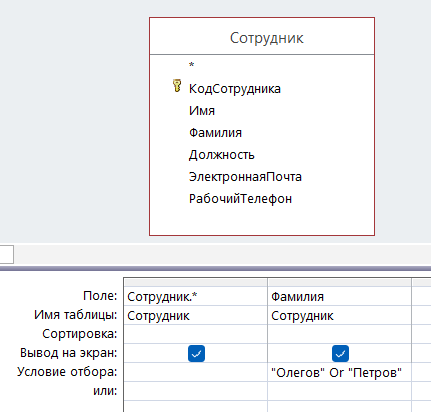 Сотрудник
*
КодСотрудника
Имя
Фамилия
Должность
ЭлектроннаяПочта
РабочийТелефон
Поле: Сотрудник.* Фамилия
Имя таблицы: Сотрудник Сотрудник
Сортировка:
Вывод на экран:
Условие отбора: "Олегов" Or "Петров"
или: